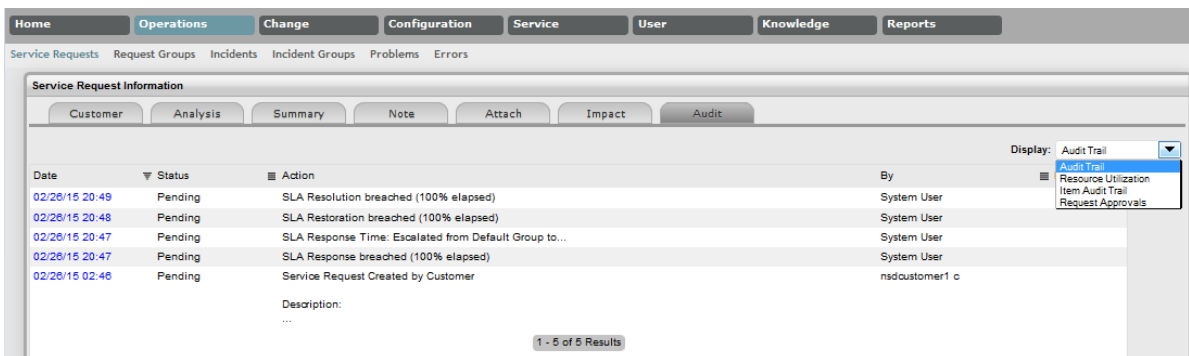 Home Operations Change Configuration Service User Knowledge Reports
Service Requests Request Groups Incidents Incident Groups Problems Errors
Service Request Information
Customer Analysis Summary Note Attach Impact Audit
Display: Audit Trail
Audit Trail
Resource Utilization
Item Audit Trail
Request Approvals
Date Status Action By
02/26/15 20:49 Pending SLA Resolution breached (100% elapsed) System User
02/26/15 20:48 Pending SLA Restoration breached (100% elapsed) System User
02/26/15 20:47 Pending SLA Response Time: Escalated from Default Group to... System User
02/26/15 20:47 Pending SLA Response breached (100% elapsed) System User
02/26/15 02:46 Pending Service Request Created by Customer nsdcustomer1 c
Description:
...
1 - 5 of 5 Results